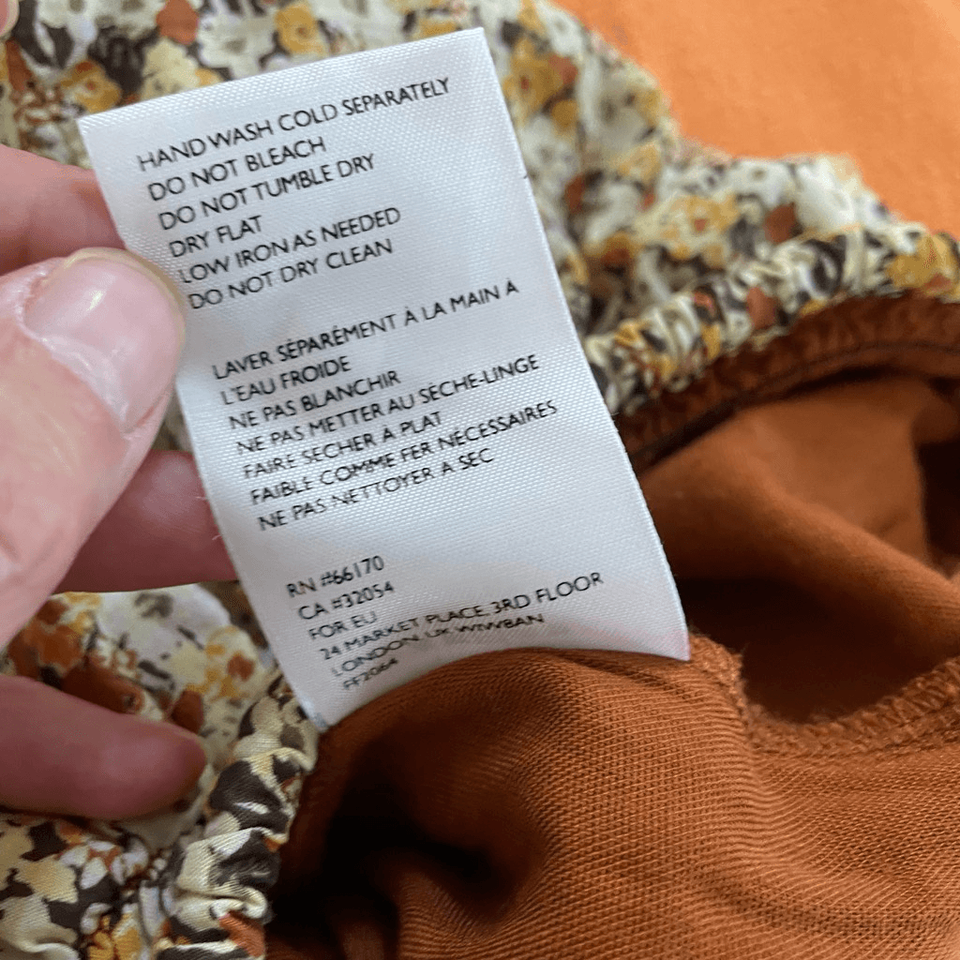 HAND WASH COLD SEPARATELY
DO NOT BLEACH
DO NOT TUMBLE DRY
DRY FLAT
LOW IRON AS NEEDED
DO NOT DRY CLEAN
LAVER SÉPARÉMENT À LA MAIN À
L'EAU FROIDE
NE PAS BLANCHIR
NE PAS METTER AU SÈCHE-LINGE
FAIRE SECHER À PLAT
FAIBLE COMME FER NÉCESSAIRES
NE PAS NETTOYER A SEC
RN #66170
CA #32054
FOR EU
24 MARKET PLACE, 3RD FLOOR
LONDON, UK W1W8AN
FF2064